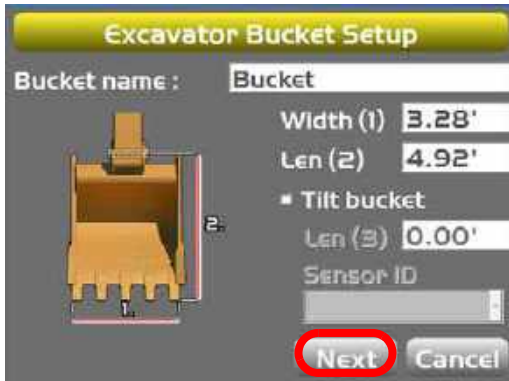 Excavator Bucket Setup
Bucket name : Bucket
Width (1) 3.28'
Len (2) 4.92'
2.
Tilt bucket
Len (3) 0.00'
Sensor ID
1.
Next Cancel